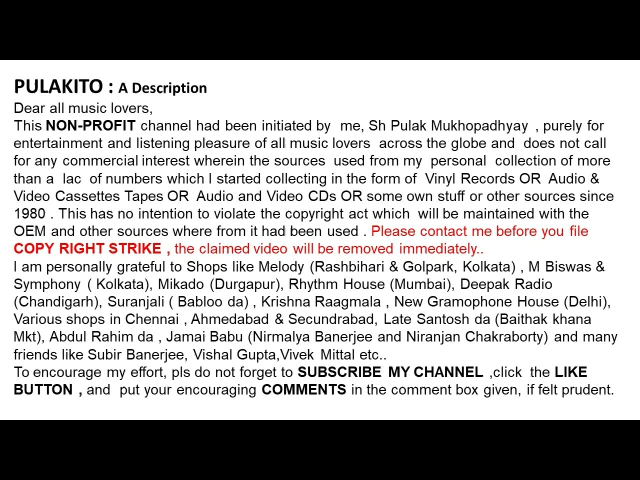 PULAKITO : A Description
Dear all music lovers,
This NON-PROFIT channel had been initiated by me, Sh Pulak Mukhopadhyay , purely for
entertainment and listening pleasure of all music lovers across the globe and does not call
for any commercial interest wherein the sources used from my personal collection of more
than a lac of numbers which I started collecting in the form of Vinyl Records OR Audio &
Video Cassettes Tapes OR Audio and Video CDs OR some own stuff or other sources since
1980 . This has no intention to violate the copyright act which will be maintained with the
OEM and other sources where from it had been used . Please contact me before you file
COPY RIGHT STRIKE , the claimed video will be removed immediately..
I am personally grateful to Shops like Melody (Rashbihari & Golpark, Kolkata) , M Biswas &
Symphony ( Kolkata), Mikado (Durgapur), Rhythm House (Mumbai), Deepak Radio
(Chandigarh), Suranjali ( Babloo da) , Krishna Raagmala , New Gramophone House (Delhi),
Various shops in Chennai , Ahmedabad & Secundrabad, Late Santosh da (Baithak khana
Mkt), Abdul Rahim da , Jamai Babu (Nirmalya Banerjee and Niranjan Chakraborty) and many
friends like Subir Banerjee, Vishal Gupta,Vivek Mittal etc..
To encourage my effort, pls do not forget to SUBSCRIBE MY CHANNEL ,click the LIKE
BUTTON , and put your encouraging COMMENTS in the comment box given, if felt prudent.